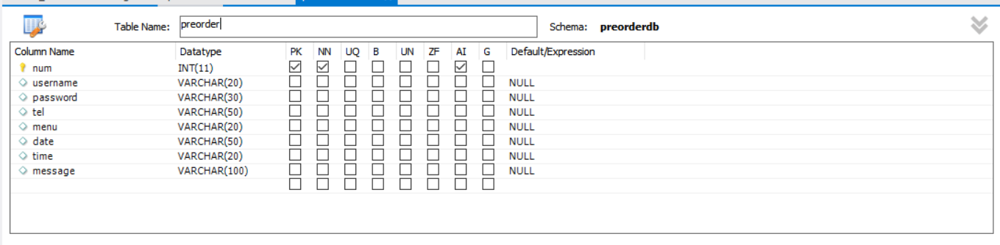 Table Name: preorder Schema: preorderdb
Column Name Datatype PK NN UQ B UN ZF AI G Default/Expression
num INT(11)
username VARCHAR(20) NULL
password VARCHAR(30) NULL
tel VARCHAR(50) NULL
menu VARCHAR(20) NULL
date VARCHAR(50) NULL
time VARCHAR(20) NULL
message VARCHAR(100) NULL